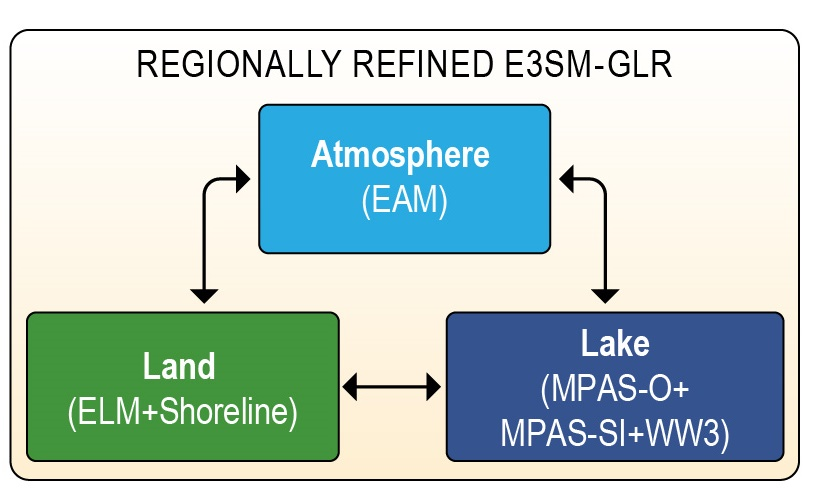 REGIONALLY REFINED E3SM-GLR
Atmosphere
(EAM)
Land
(ELM+Shoreline)
Lake
(MPAS-O+
MPAS-SI+WW3)